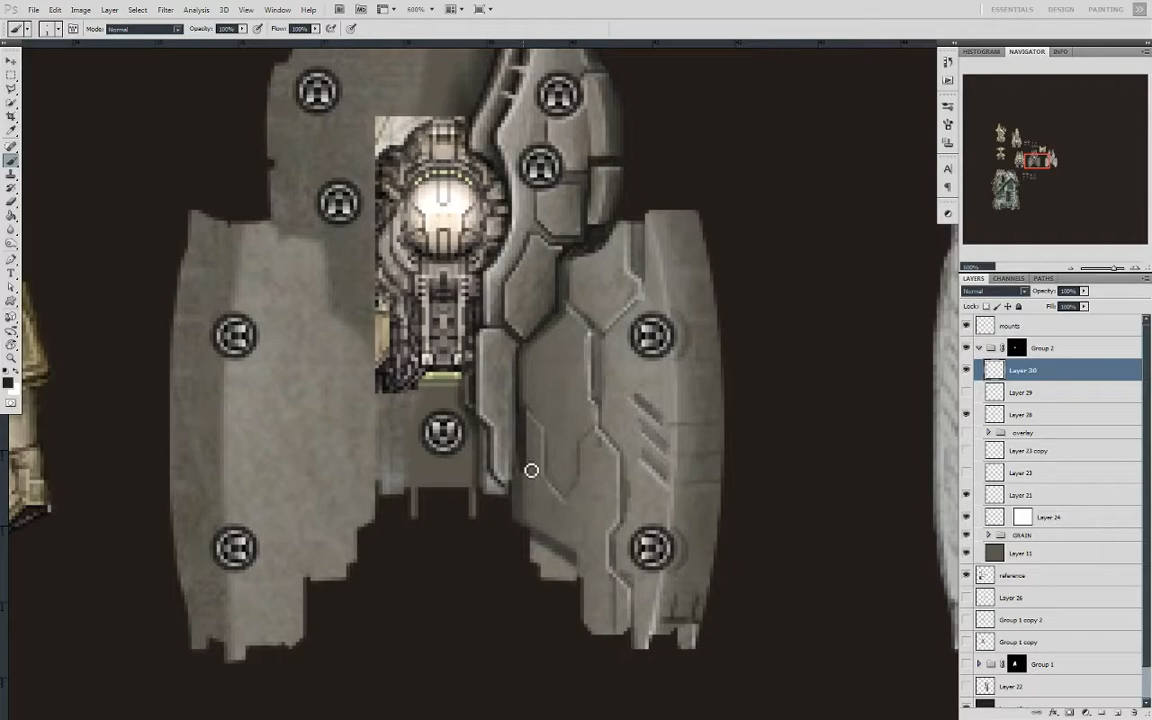 File Edit Image Layer Select Filter Analysis 3D View Window Help Br Mb 600% ESSENTIALS DESIGN PAINTING
Mode: Normal Opacity: 100% Flow: 100%
HISTOGRAM NAVIGATOR INFO
100%
LAYERS CHANNELS PATHS
Normal Opacity: 100%
Lock: Fill: 100%
mounts
Group 2
Layer 30
Layer 29
Layer 28
overlay
Layer 23 copy
Layer 23
Layer 21
Layer 24
GRAIN
Layer 11
reference
Layer 26
Group 1 copy 2
Group 1 copy
Group 1
Layer 22